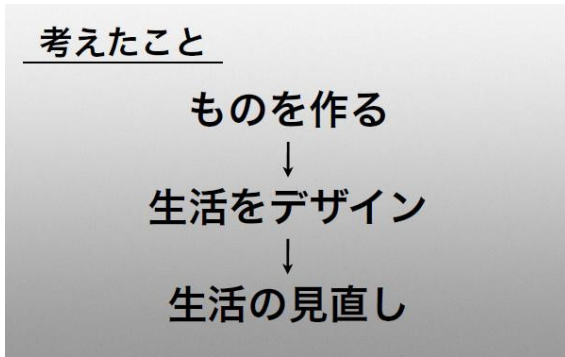 考えたこと
ものを作る
↓
生活をデザイン
↓
生活の見直し